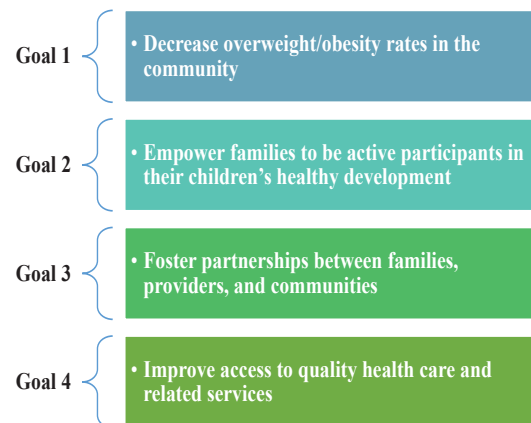 Goal 1
• Decrease overweight/obesity rates in the
community
Goal 2
• Empower families to be active participants in
their children’s healthy development
Goal 3
• Foster partnerships between families,
providers, and communities
Goal 4
• Improve access to quality health care and
related services